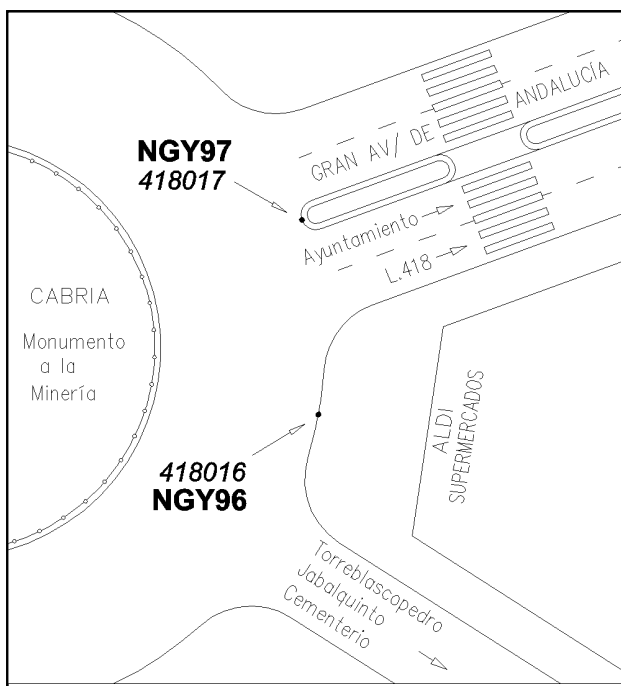 NGY97
418017
GRAN AV/ DE ANDALUCÍA
Ayuntamiento
L.418
CABRIA
Monumento
a la
Minería
ALDI
SUPERMERCADOS
418016
NGY96
Torreblascopedro
Jabalquinto
Cementerio